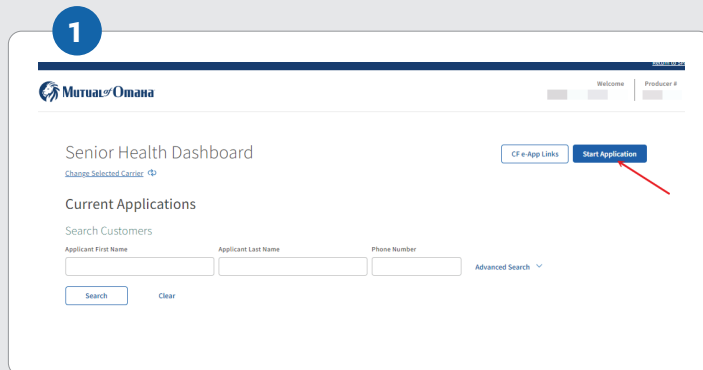 1
Welcome
Producer #
Mutual of Omaha
Senior Health Dashboard
CF e-App Links
Start Application
Change Selected Carrier
Current Applications
Search Customers
Applicant First Name
Applicant Last Name
Phone Number
Advanced Search
Search
Clear